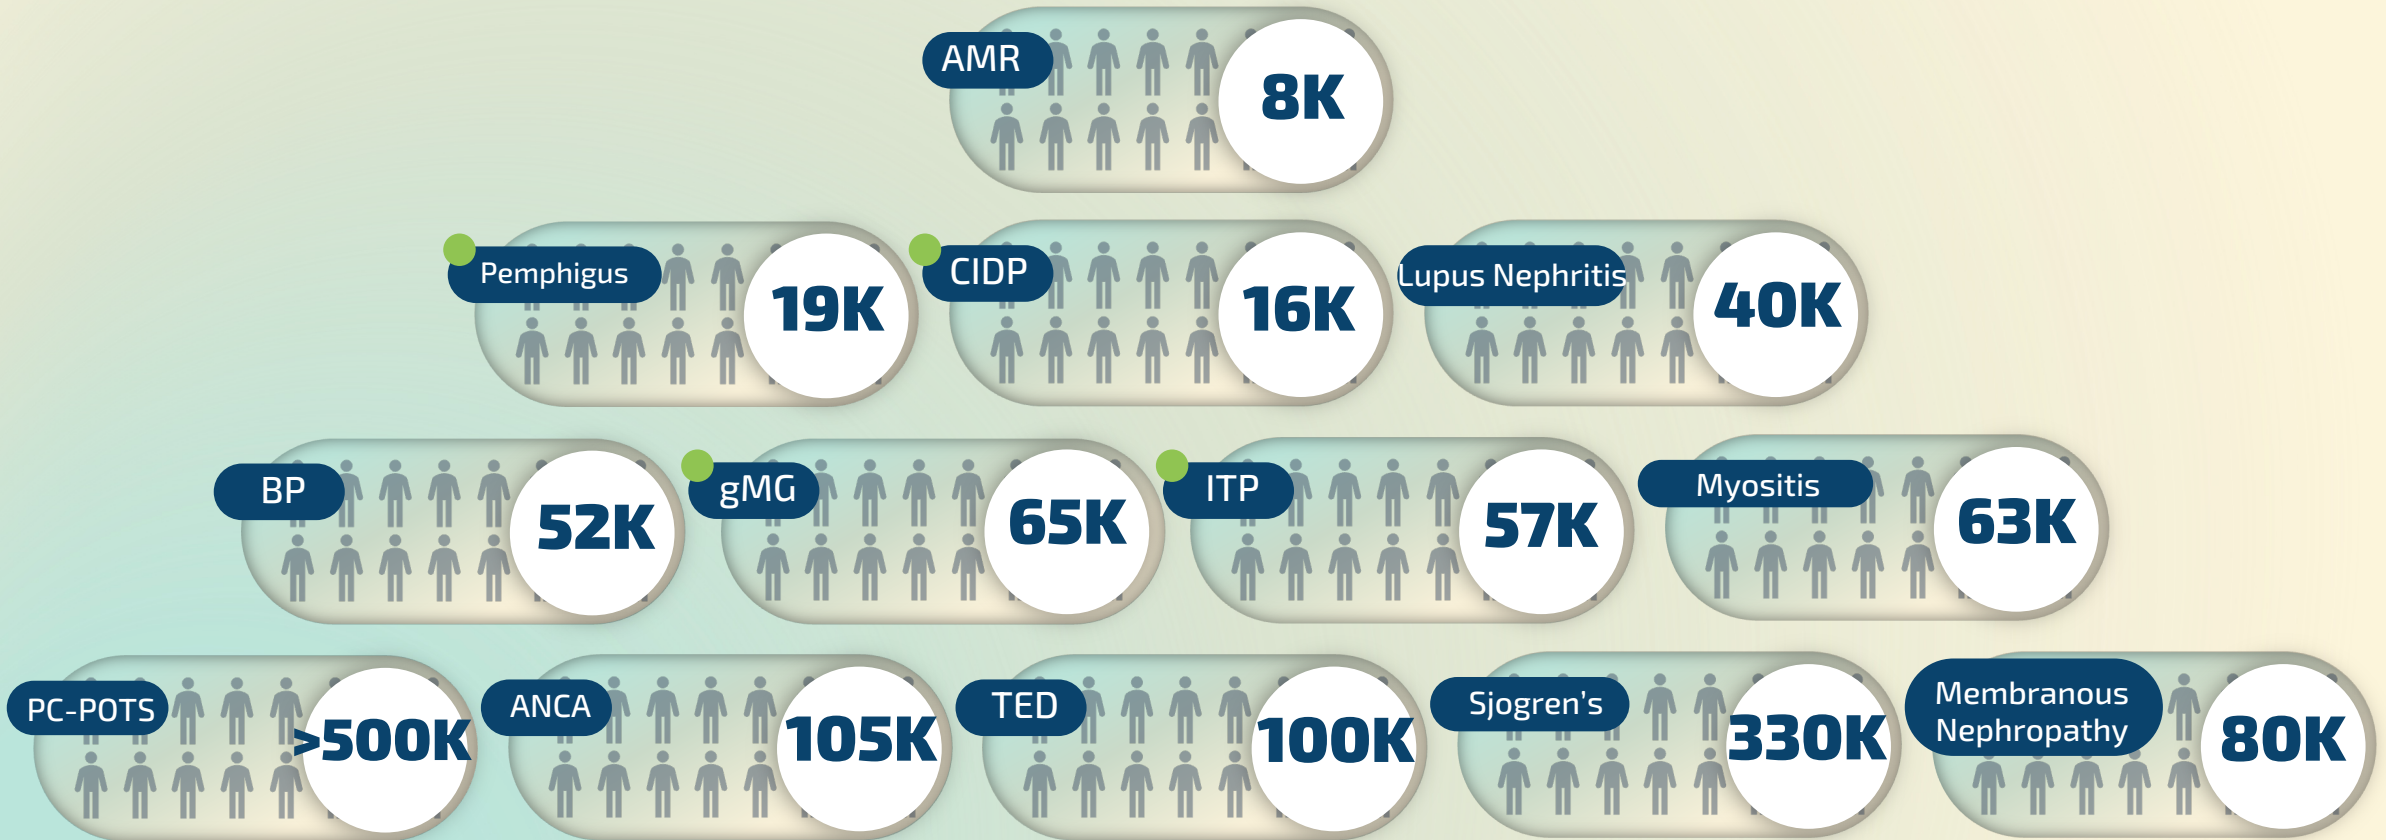 AMR
8K
Pemphigus
19K
CIDP
16K
Lupus Nephritis
40K
BP
52K
gMG
65K
ITP
57K
Myositis
63K
PC-POTS
>500K
ANCA
105K
TED
100K
Sjogren's
330K
Membranous
Nephropathy
80K